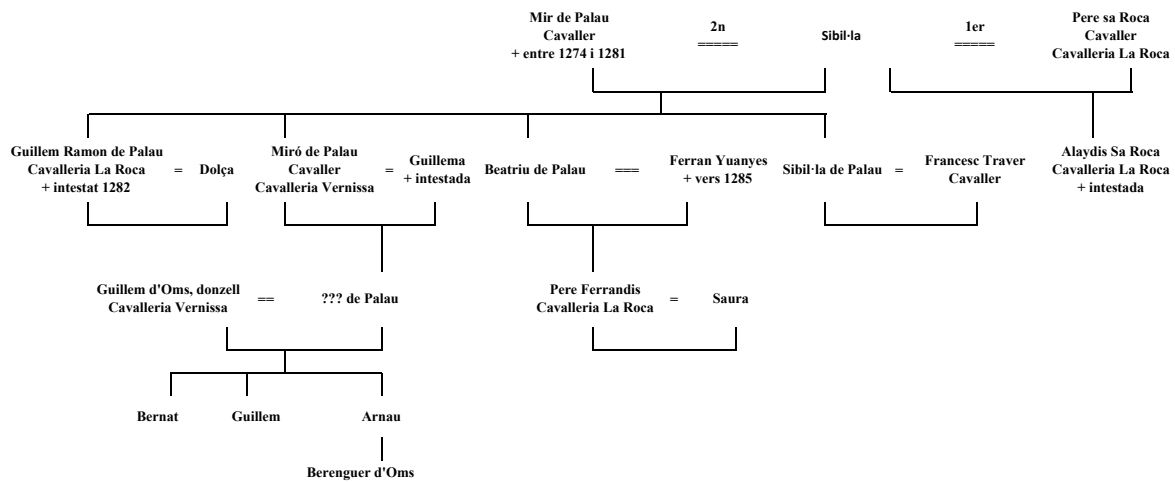 Mir de Palau
Cavaller
+ entre 1274 i 1281
2n
=====
Sibil·la
1er
=====
Pere sa Roca
Cavaller
Cavalleria La Roca
Guillem Ramon de Palau
Cavalleria La Roca
+ intestat 1282
=
Dolça
Miró de Palau
Cavaller
Cavalleria Vernissa
=
Guillema
+ intestada
Beatriu de Palau
===
Ferran Yuanyes
+ vers 1285
Sibil·la de Palau
=
Francesc Traver
Cavaller
Alaydis Sa Roca
Cavalleria La Roca
+ intestada
Guillem d'Oms, donzell
Cavalleria Vernissa
==
??? de Palau
Pere Ferrandis
Cavalleria La Roca
=
Saura
Bernat
Guillem
Arnau
Berenguer d'Oms